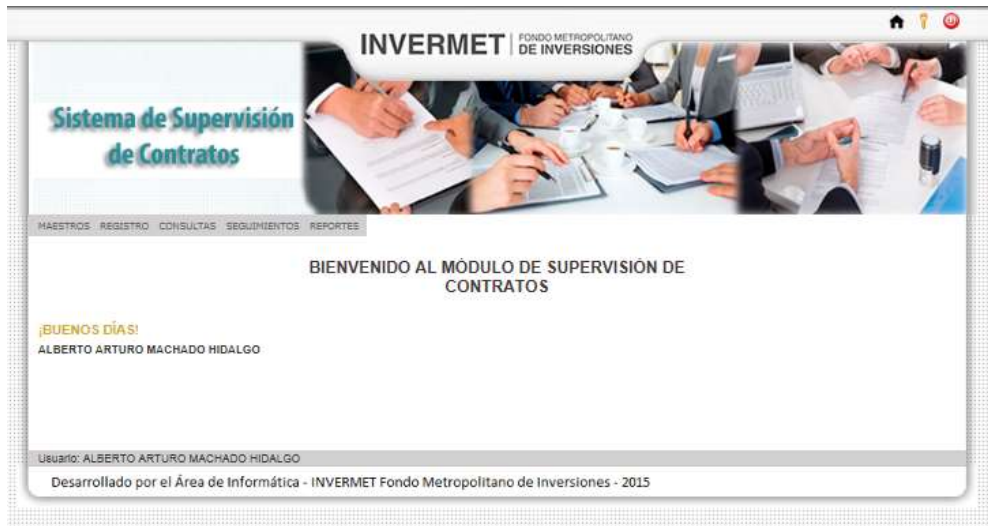 INVERMET FONDO METROPOLITANO
DE INVERSIONES
Sistema de Supervisión
de Contratos
MAESTROS REGISTRO CONSULTAS SEGUIMIENTOS REPORTES
BIENVENIDO AL MÓDULO DE SUPERVISIÓN DE
CONTRATOS
¡BUENOS DÍAS!
ALBERTO ARTURO MACHADO HIDALGO
Usuario: ALBERTO ARTURO MACHADO HIDALGO
Desarrollado por el Área de Informática - INVERMET Fondo Metropolitano de Inversiones - 2015